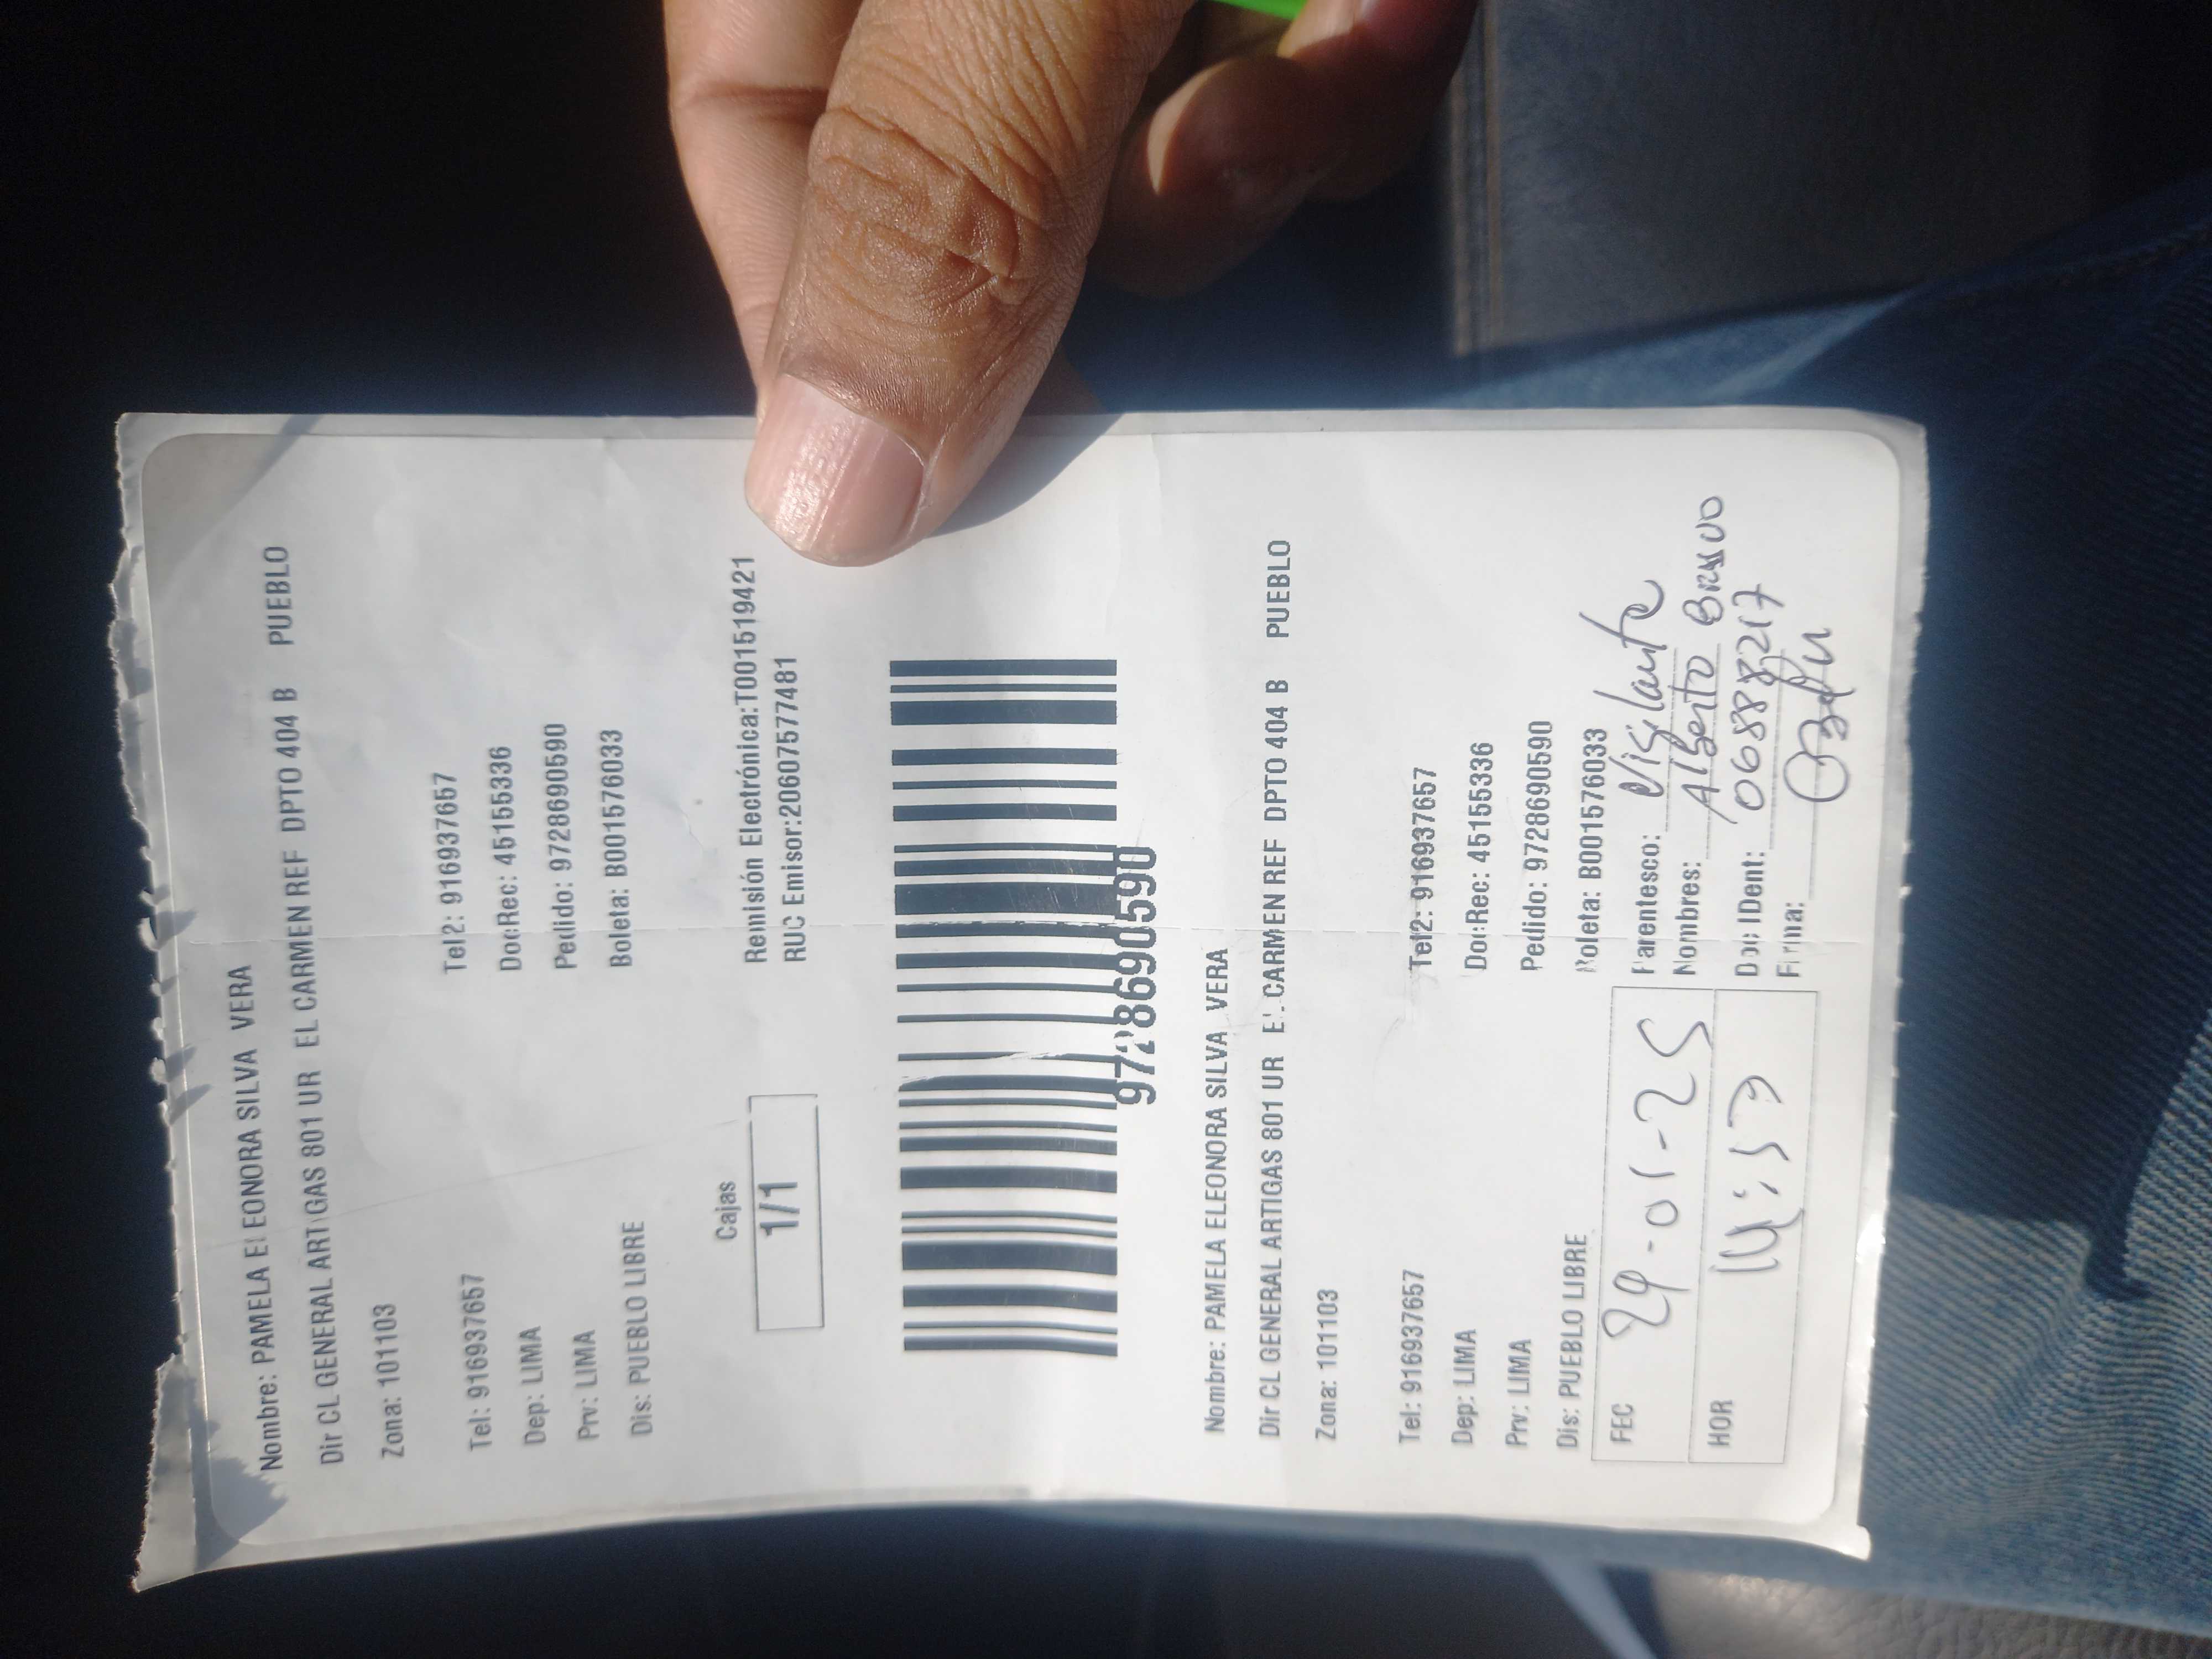 Nombre: PAMELA ELEONORA SILVA VERA
Dir CL GENERAL ARTIGAS 801 UR EL CARMEN REF DPTO 404 B PUEBLO
Zona: 101103
Tel: 916937657 Tel2: 916937657
Dep: LIMA Doc.Rec: 45155336
Prv: LIMA Pedido: 9728690590
Dis: PUEBLO LIBRE Boleta: B001576033
Cajas
1/1
Remisión Electrónica:T001519421
RUC Emisor:20607577481
9728690590
Nombre: PAMELA ELEONORA SILVA VERA
Dir CL GENERAL ARTIGAS 801 UR EL CARMEN REF DPTO 404 B PUEBLO
Zona: 101103
Tel: 916937657 Tel2: 916937657
Dep: LIMA Doc.Rec: 45155336
Prv: LIMA Pedido: 9728690590
Dis: PUEBLO LIBRE Boleta: B001576033
FEC 29-01-25
HOR
Parentesco: Vigilante
Nombres: Alberto Bravo
Doc IDent: 06888217
Firma: